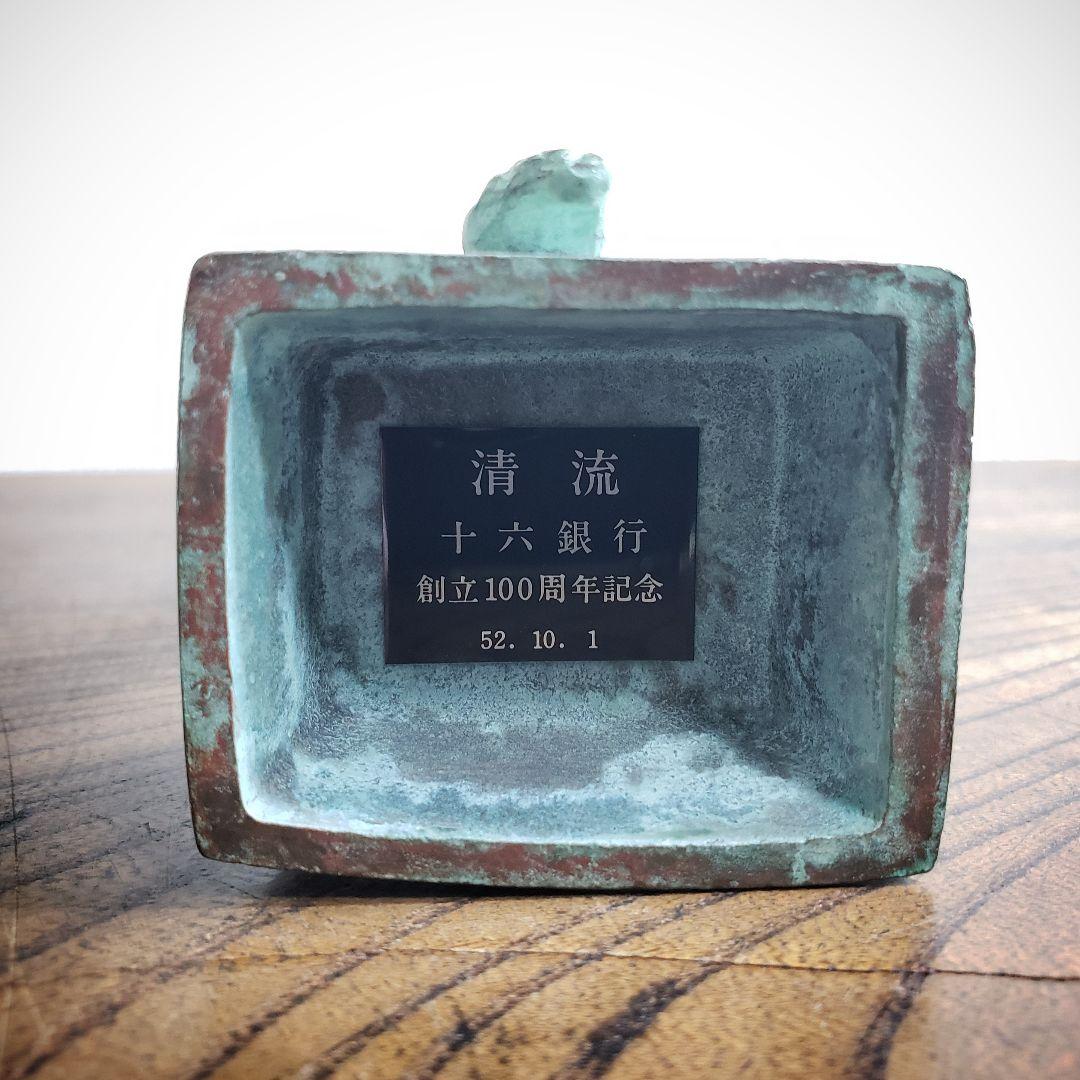 清 流
十六銀行
創立100周年記念
52. 10. 1